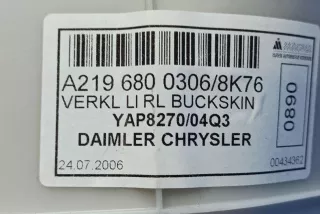 A219 680 0306/8K76
VERKL LI RL BUCKSKIN
YAP8270/04Q3
DAIMLER CHRYSLER
24.07.2006
0890
00434362